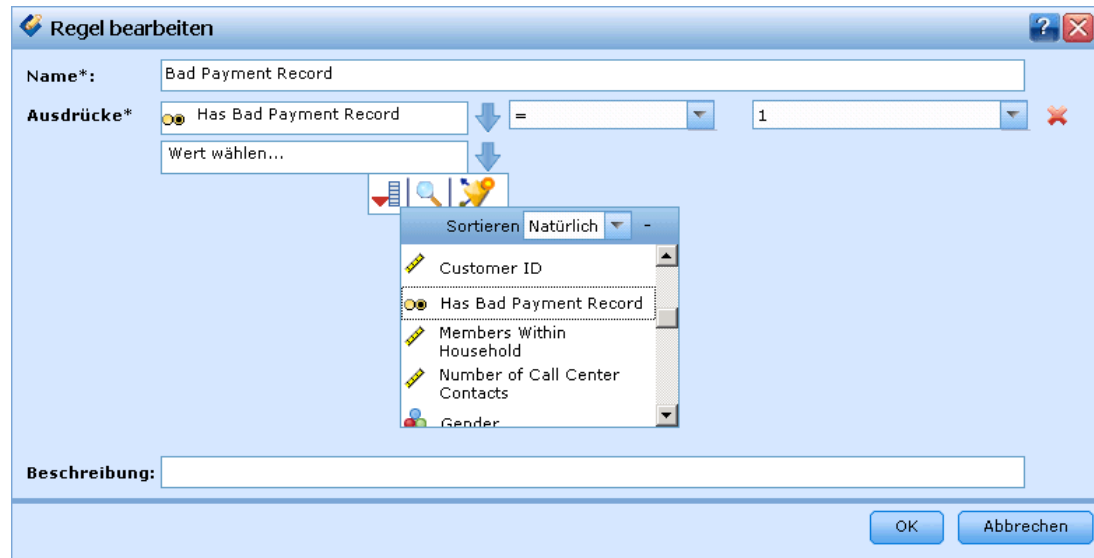 Regel bearbeiten
?
Name*:
Bad Payment Record
Ausdrücke*
Has Bad Payment Record
=
1
Wert wählen...
Sortieren Natürlich -
Customer ID
Has Bad Payment Record
Members Within
Household
Number of Call Center
Contacts
Gender
Beschreibung:
OK
Abbrechen